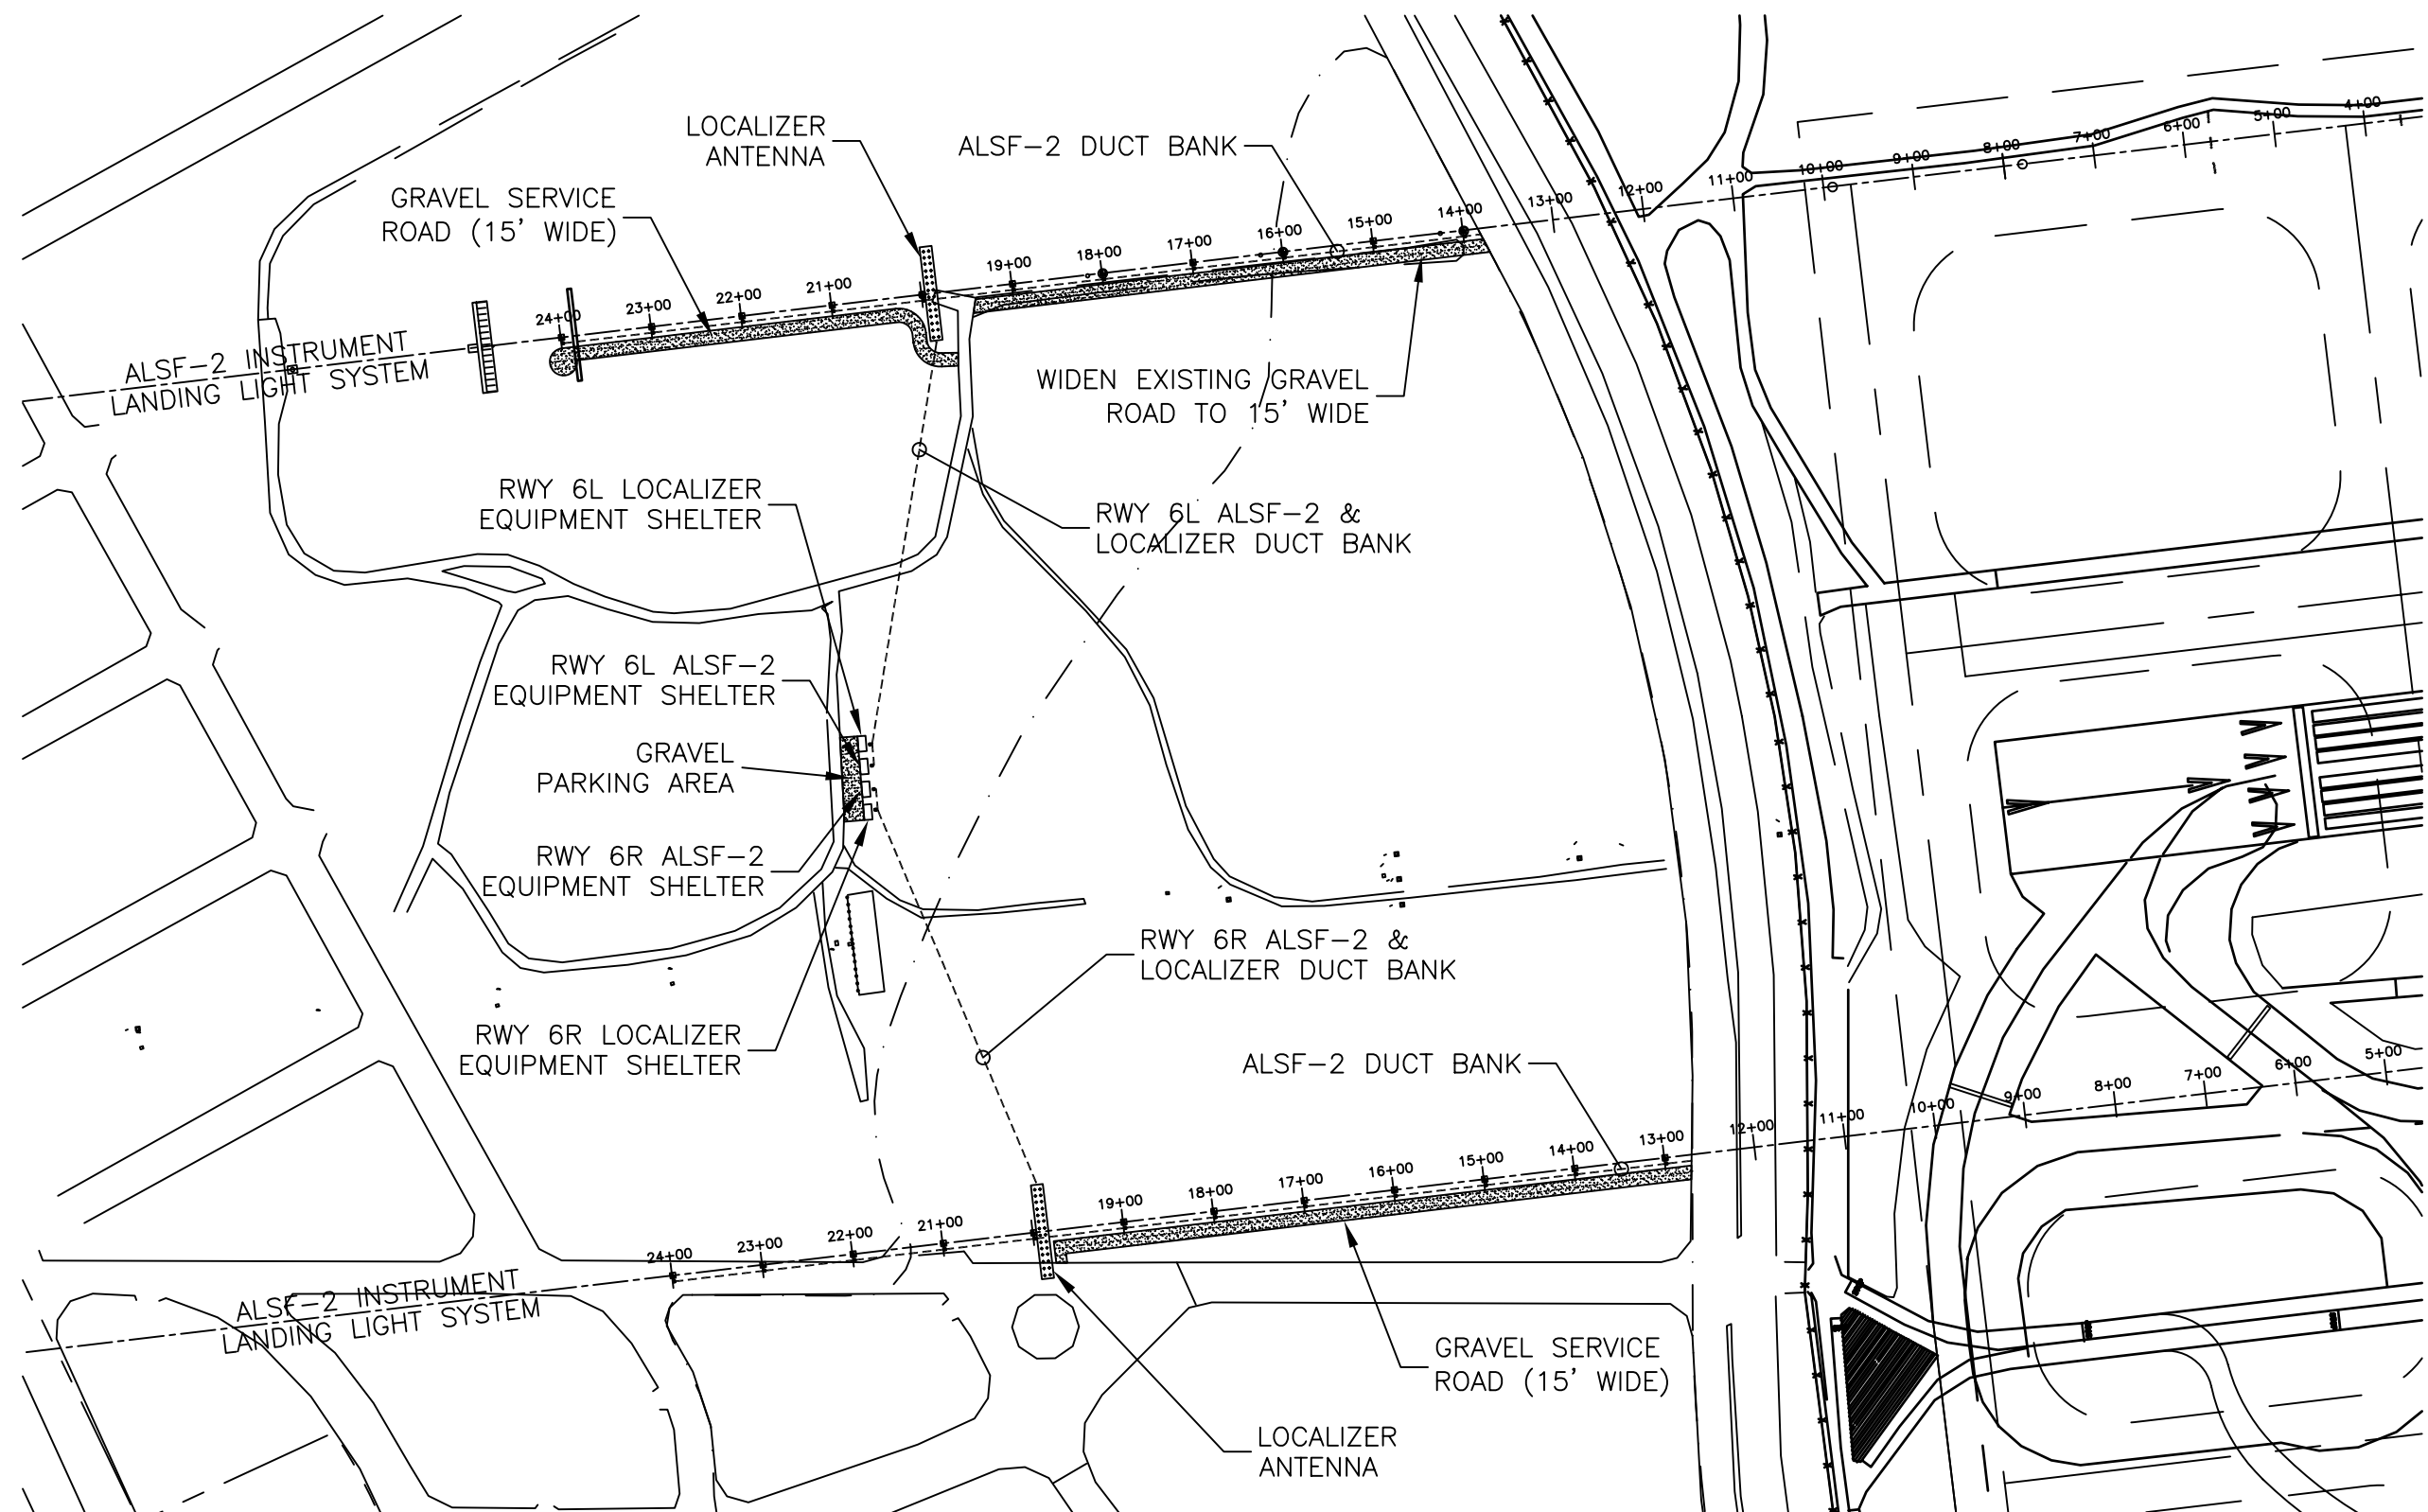 LOCALIZER
ANTENNA
ALSF-2 DUCT BANK
GRAVEL SERVICE
ROAD (15' WIDE)
4+00
5+00
6+00
7+00
8+00
9+00
10+00
11+00
12+00
13+00
14+00
15+00
16+00
17+00
18+00
19+00
21+00
22+00
23+00
24+00
ALSF-2 INSTRUMENT
LANDING LIGHT SYSTEM
WIDEN EXISTING GRAVEL
ROAD TO 15' WIDE
RWY 6L LOCALIZER
EQUIPMENT SHELTER
RWY 6L ALSF-2 &
LOCALIZER DUCT BANK
RWY 6L ALSF-2
EQUIPMENT SHELTER
GRAVEL
PARKING AREA
RWY 6R ALSF-2
EQUIPMENT SHELTER
RWY 6R ALSF-2 &
LOCALIZER DUCT BANK
RWY 6R LOCALIZER
EQUIPMENT SHELTER
ALSF-2 DUCT BANK
5+00
6+00
7+00
8+00
9+00
10+00
11+00
12+00
13+00
14+00
15+00
16+00
17+00
18+00
19+00
21+00
22+00
23+00
24+00
ALSF-2 INSTRUMENT
LANDING LIGHT SYSTEM
GRAVEL SERVICE
ROAD (15' WIDE)
LOCALIZER
ANTENNA